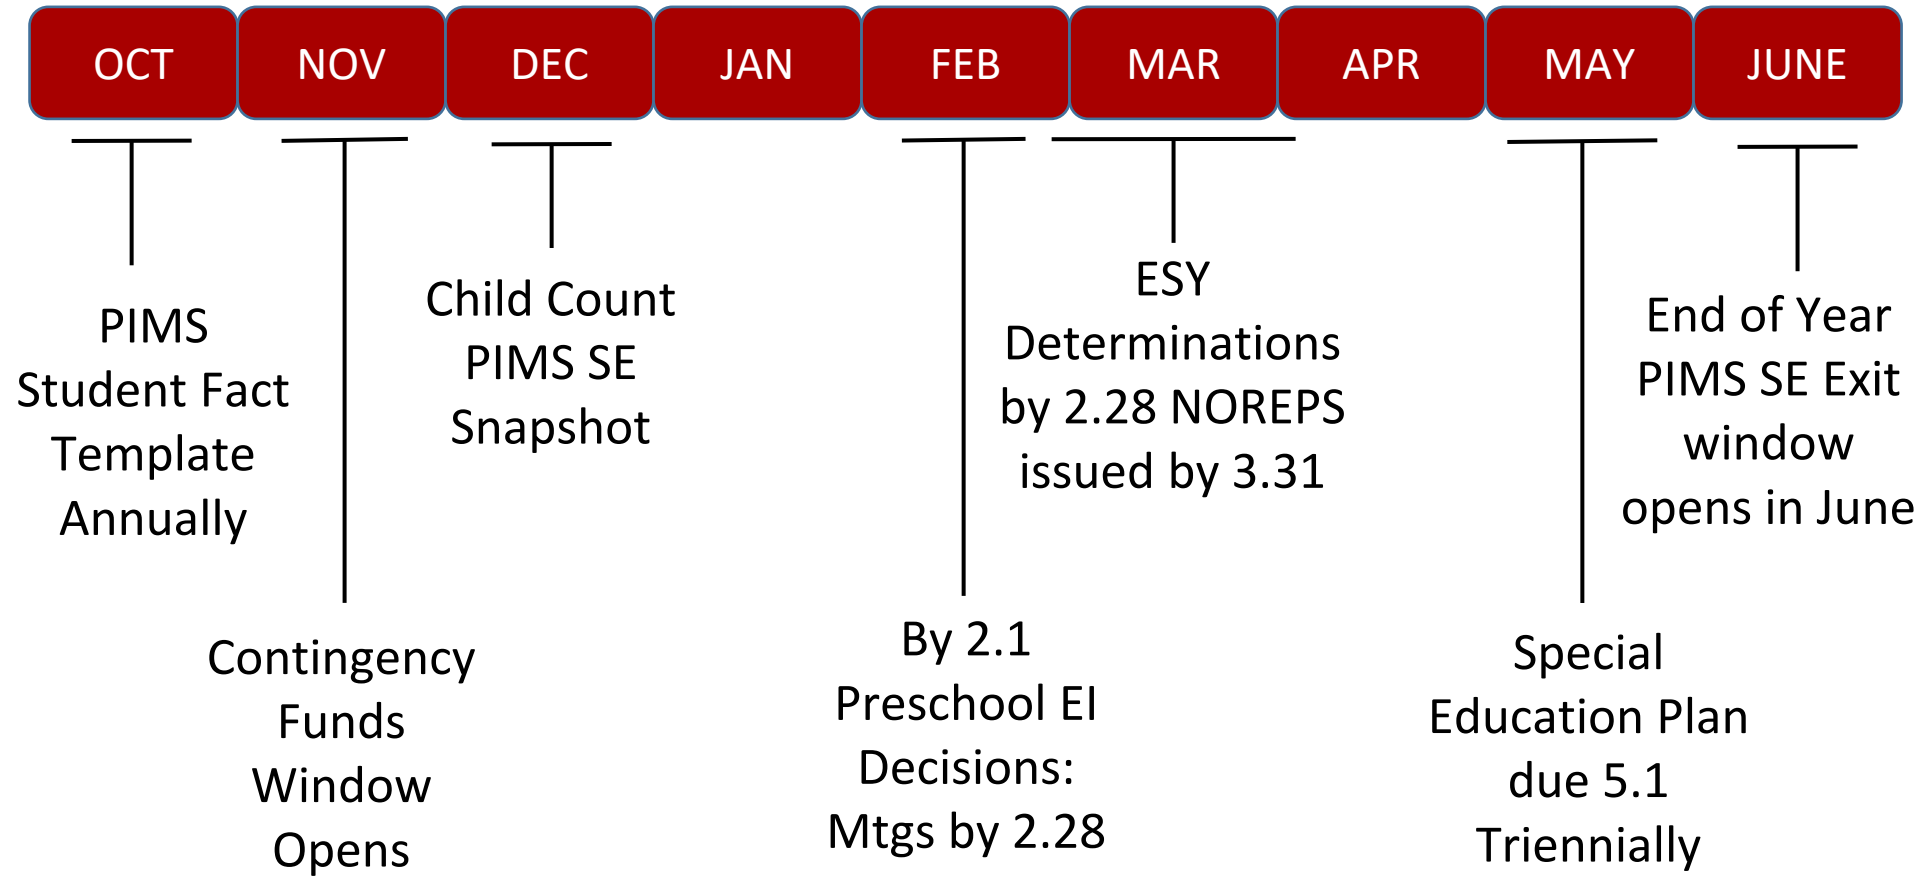 OCT NOV DEC JAN FEB MAR APR MAY JUNE
PIMS
Student Fact
Template
Annually
Contingency
Funds
Window
Opens
Child Count
PIMS SE
Snapshot
By 2.1
Preschool EI
Decisions:
Mtgs by 2.28
ESY
Determinations
by 2.28 NOREPS
issued by 3.31
Special
Education Plan
due 5.1
Triennially
End of Year
PIMS SE Exit
window
opens in June